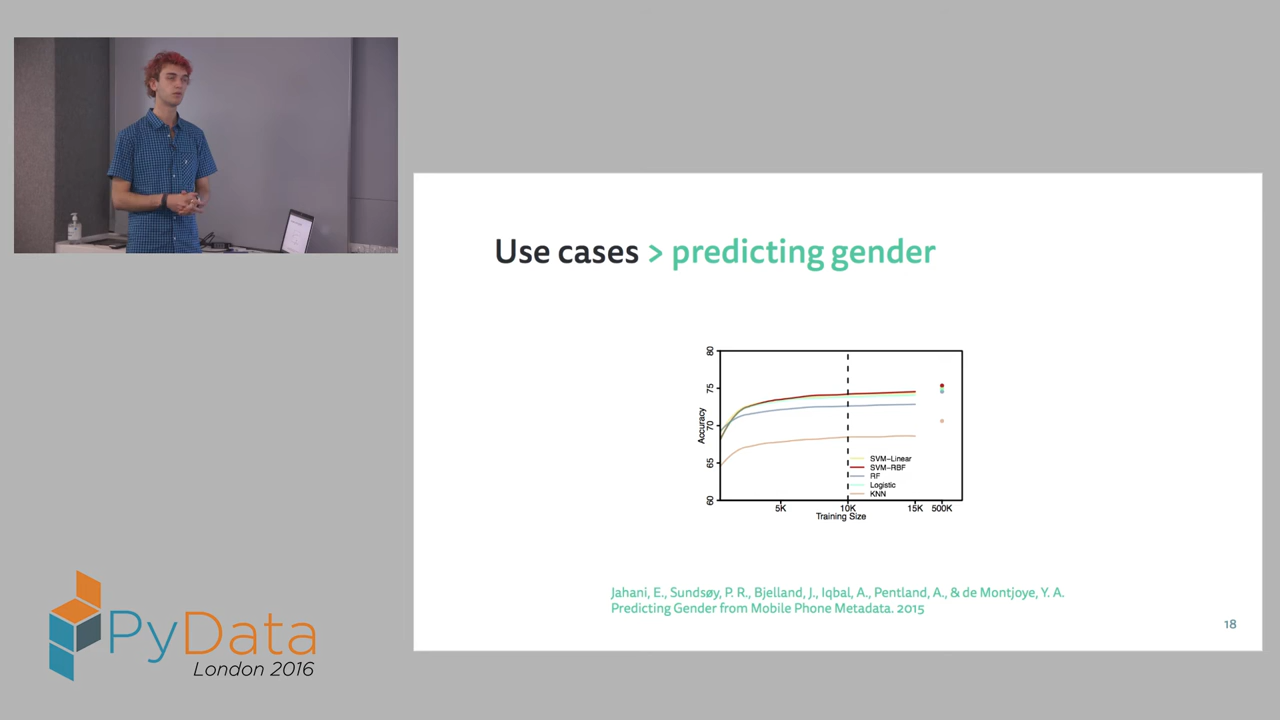 Use cases > predicting gender
80
75
70
65
60
Accuracy
SVM-Linear
SVM-RBF
RF
Logistic
KNN
5K 10K 15K 500K
Training Size
Jahani, E., Sundsøy, P. R., Bjelland, J., Iqbal, A., Pentland, A., & de Montjoye, Y. A.
Predicting Gender from Mobile Phone Metadata. 2015
18
PyData
London 2016